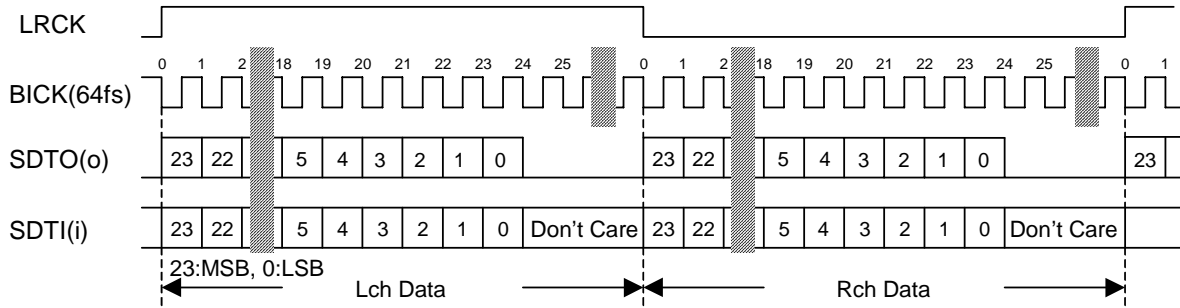 LRCK
0 1 2 18 19 20 21 22 23 24 25 0 1 2 18 19 20 21 22 23 24 25 0 1
BICK(64fs)
SDTO(o) 23 22 5 4 3 2 1 0 23 22 5 4 3 2 1 0 23
SDTI(i) 23 22 5 4 3 2 1 0 Don't Care 23 22 5 4 3 2 1 0 Don't Care
23:MSB, 0:LSB
Lch Data Rch Data